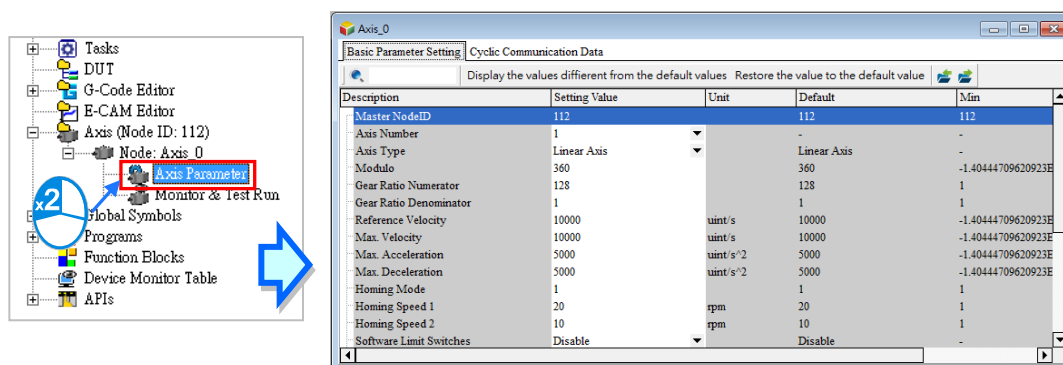 Tasks
DUT
G-Code Editor
E-CAM Editor
Axis (Node ID: 112)
Node: Axis_0
Axis Parameter
Monitor & Test Run
Global Symbols
Programs
Function Blocks
Device Monitor Table
APIs
x2
Axis_0
Basic Parameter Setting Cyclic Communication Data
Display the values diffierent from the default values Restore the value to the default value
Description Setting Value Unit Default Min
Master NodeID 112 112 112
Axis Number 1 - -
Axis Type Linear Axis Linear Axis -
Modulo 360 360 -1.40444709620923E
Gear Ratio Numerator 128 128 1
Gear Ratio Denominator 1 1 1
Reference Velocity 10000 uint/s 10000 -1.40444709620923E
Max. Velocity 10000 uint/s 10000 -1.40444709620923E
Max. Acceleration 5000 uint/s^2 5000 -1.40444709620923E
Max. Deceleration 5000 uint/s^2 5000 -1.40444709620923E
Homing Mode 1 1 1
Homing Speed 1 20 rpm 20 1
Homing Speed 2 10 rpm 10 1
Software Limit Switches Disable Disable -